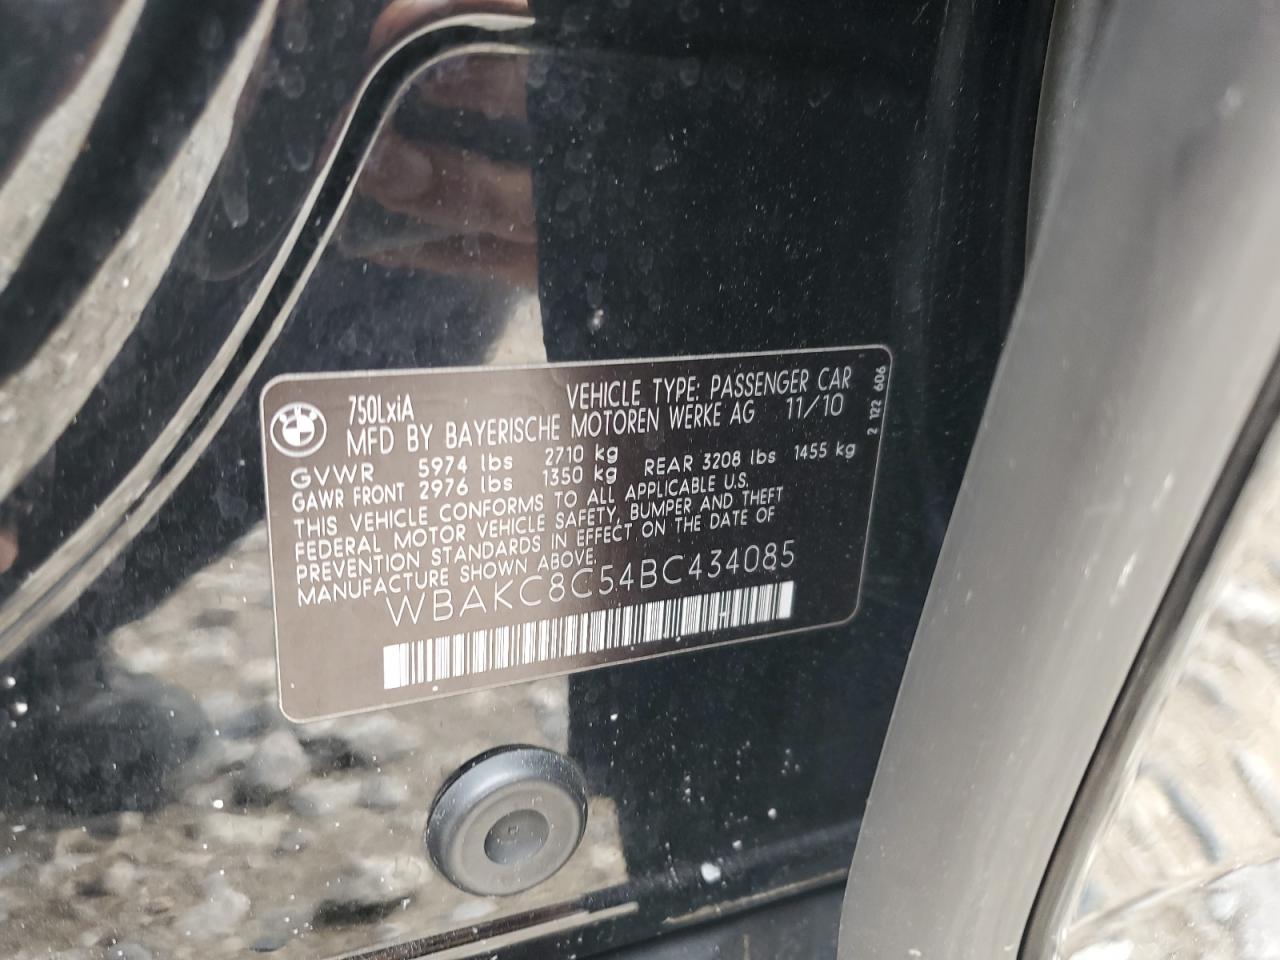 750LxiA VEHICLE TYPE: PASSENGER CAR
MFD BY BAYERISCHE MOTOREN WERKE AG 11/10
GVWR 5974 lbs 2710 kg
GAWR FRONT 2976 lbs 1350 kg REAR 3208 lbs 1455 kg
THIS VEHICLE CONFORMS TO ALL APPLICABLE U.S.
FEDERAL MOTOR VEHICLE SAFETY, BUMPER AND THEFT
PREVENTION STANDARDS IN EFFECT ON THE DATE OF
MANUFACTURE SHOWN ABOVE.
WBAKC8C54BC434085
2 122 606